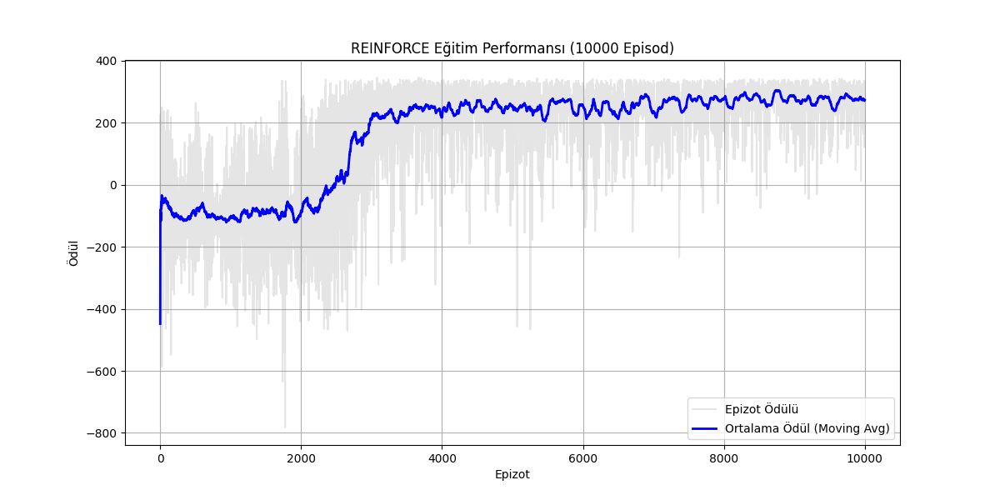 REINFORCE Eğitim Performansı (10000 Episod)
400
200
0
−200
−400
−600
−800
Ödül
0
2000
4000
6000
8000
10000
Epizot
Epizot Ödülü
Ortalama Ödül (Moving Avg)